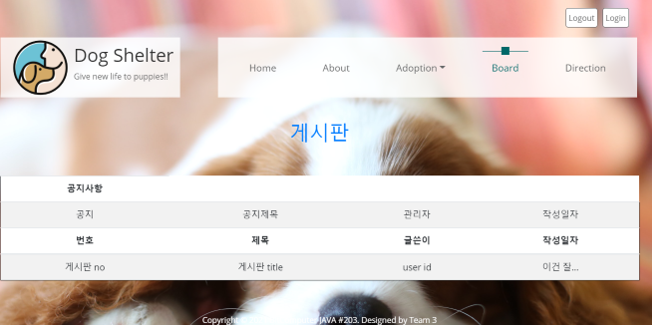 Logout Login
Dog Shelter
Give new life to puppies!!
Home About Adoption Board Direction
게시판
공지사항
공지 공지제목 관리자 작성일자
번호 제목 글쓴이 작성일자
게시판 no 게시판 title user id 이건 잘...
Copyright JAVA #203. Designed by Team 3